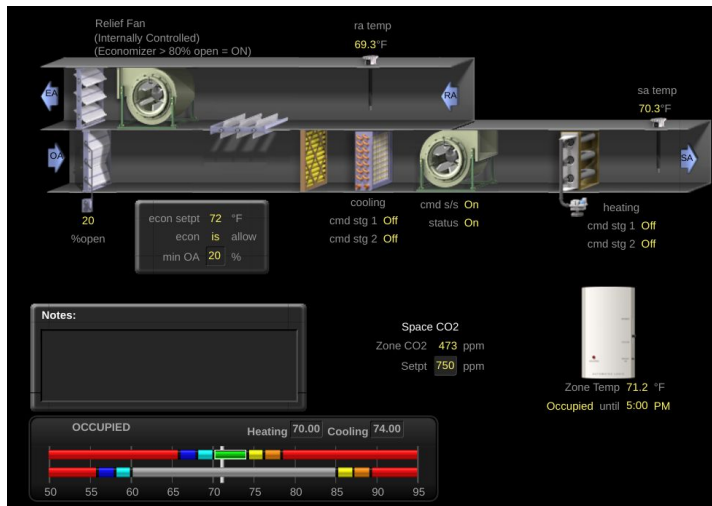 Relief Fan
(Internally Controlled)
(Economizer > 80% open = ON)
ra temp
69.3°F
sa temp
70.3°F
EA
RA
OA
SA
20
%open
econ setpt 72 °F
econ is allow
min OA 20 %
cooling
cmd stg 1 Off
cmd stg 2 Off
cmd s/s On
status On
heating
cmd stg 1 Off
cmd stg 2 Off
Notes:
Space CO2
Zone CO2 473 ppm
Setpt 750 ppm
Zone Temp 71.2 °F
Occupied until 5:00 PM
OCCUPIED
Heating 70.00 Cooling 74.00
50 55 60 65 70 75 80 85 90 95